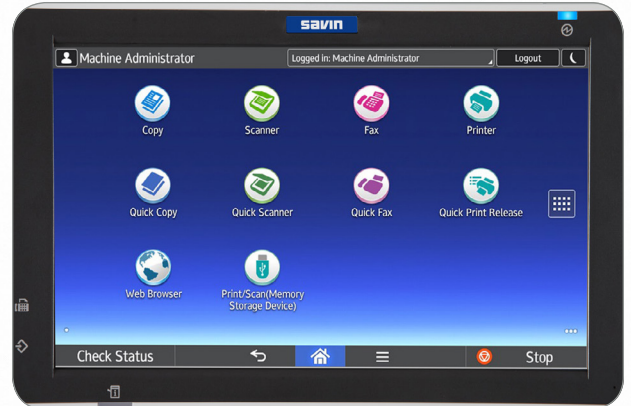 savin
Machine Administrator
Logged in: Machine Administrator
Logout
Copy
Scanner
Fax
Printer
Quick Copy
Quick Scanner
Quick Fax
Quick Print Release
Web Browser
Print/Scan(Memory
Storage Device)
Check Status
Stop